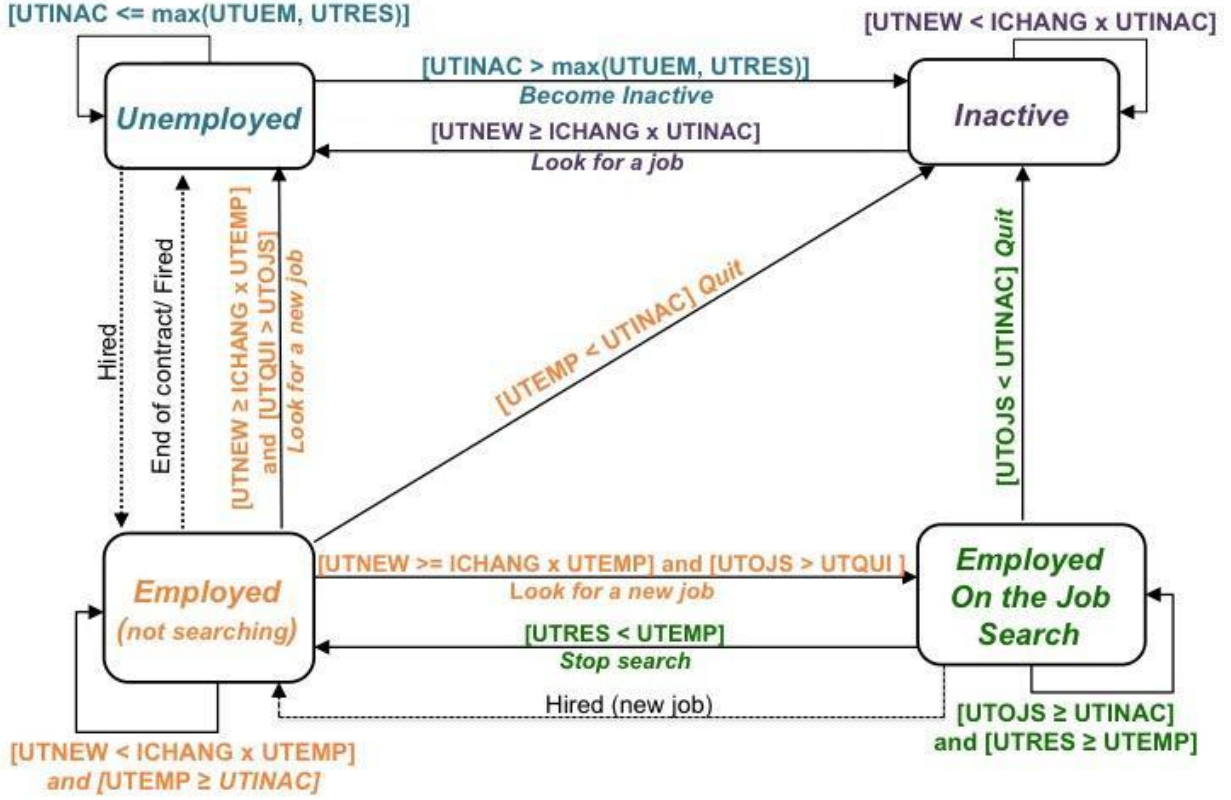 [UTINAC <= max(UTUEM, UTRES)]
[UTNEW < ICHANG x UTINAC]
Unemployed
[UTINAC > max(UTUEM, UTRES)]
Become Inactive
[UTNEW ≥ ICHANG x UTINAC]
Look for a job
Inactive
Hired
End of contract/ Fired
[UTNEW ≥ ICHANG x UTEMP]
and [UTQUI > UTOJS]
Look for a new job
[UTEMP < UTINAC] Quit
[UTOJS < UTINAC] Quit
Employed
(not searching)
[UTNEW >= ICHANG x UTEMP] and [UTOJS > UTQUI ]
Look for a new job
[UTRES < UTEMP]
Stop search
Hired (new job)
Employed
On the Job
Search
[UTNEW < ICHANG x UTEMP]
and [UTEMP ≥ UTINAC]
[UTOJS ≥ UTINAC]
and [UTRES ≥ UTEMP]